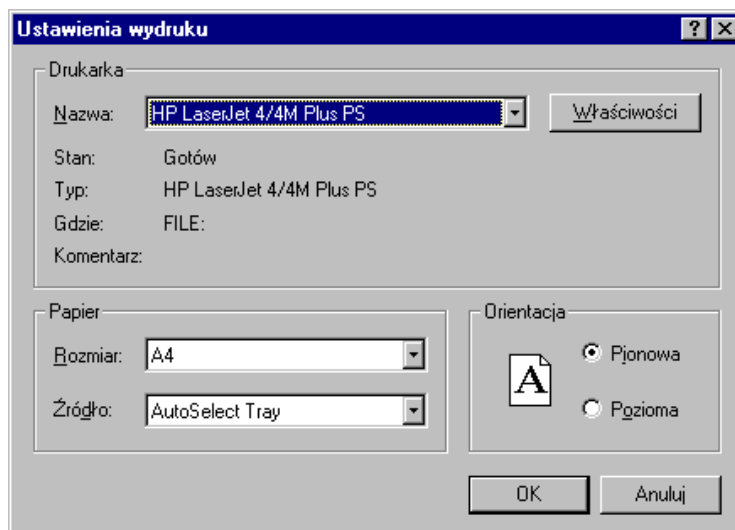 Ustawienia wydruku
Drukarka
Nazwa: HP LaserJet 4/4M Plus PS Właściwości
Stan: Gotów
Typ: HP LaserJet 4/4M Plus PS
Gdzie: FILE:
Komentarz:
Papier
Rozmiar: A4
Źródło: AutoSelect Tray
Orientacja
A
Pionowa
Pozioma
OK Anuluj